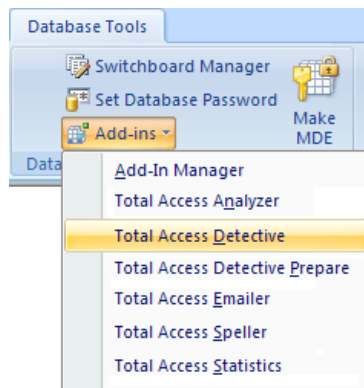 Database Tools
Switchboard Manager
Set Database Password
Add-ins
Make
MDE
Data
Add-In Manager
Total Access Analyzer
Total Access Detective
Total Access Detective Prepare
Total Access Emailer
Total Access Speller
Total Access Statistics